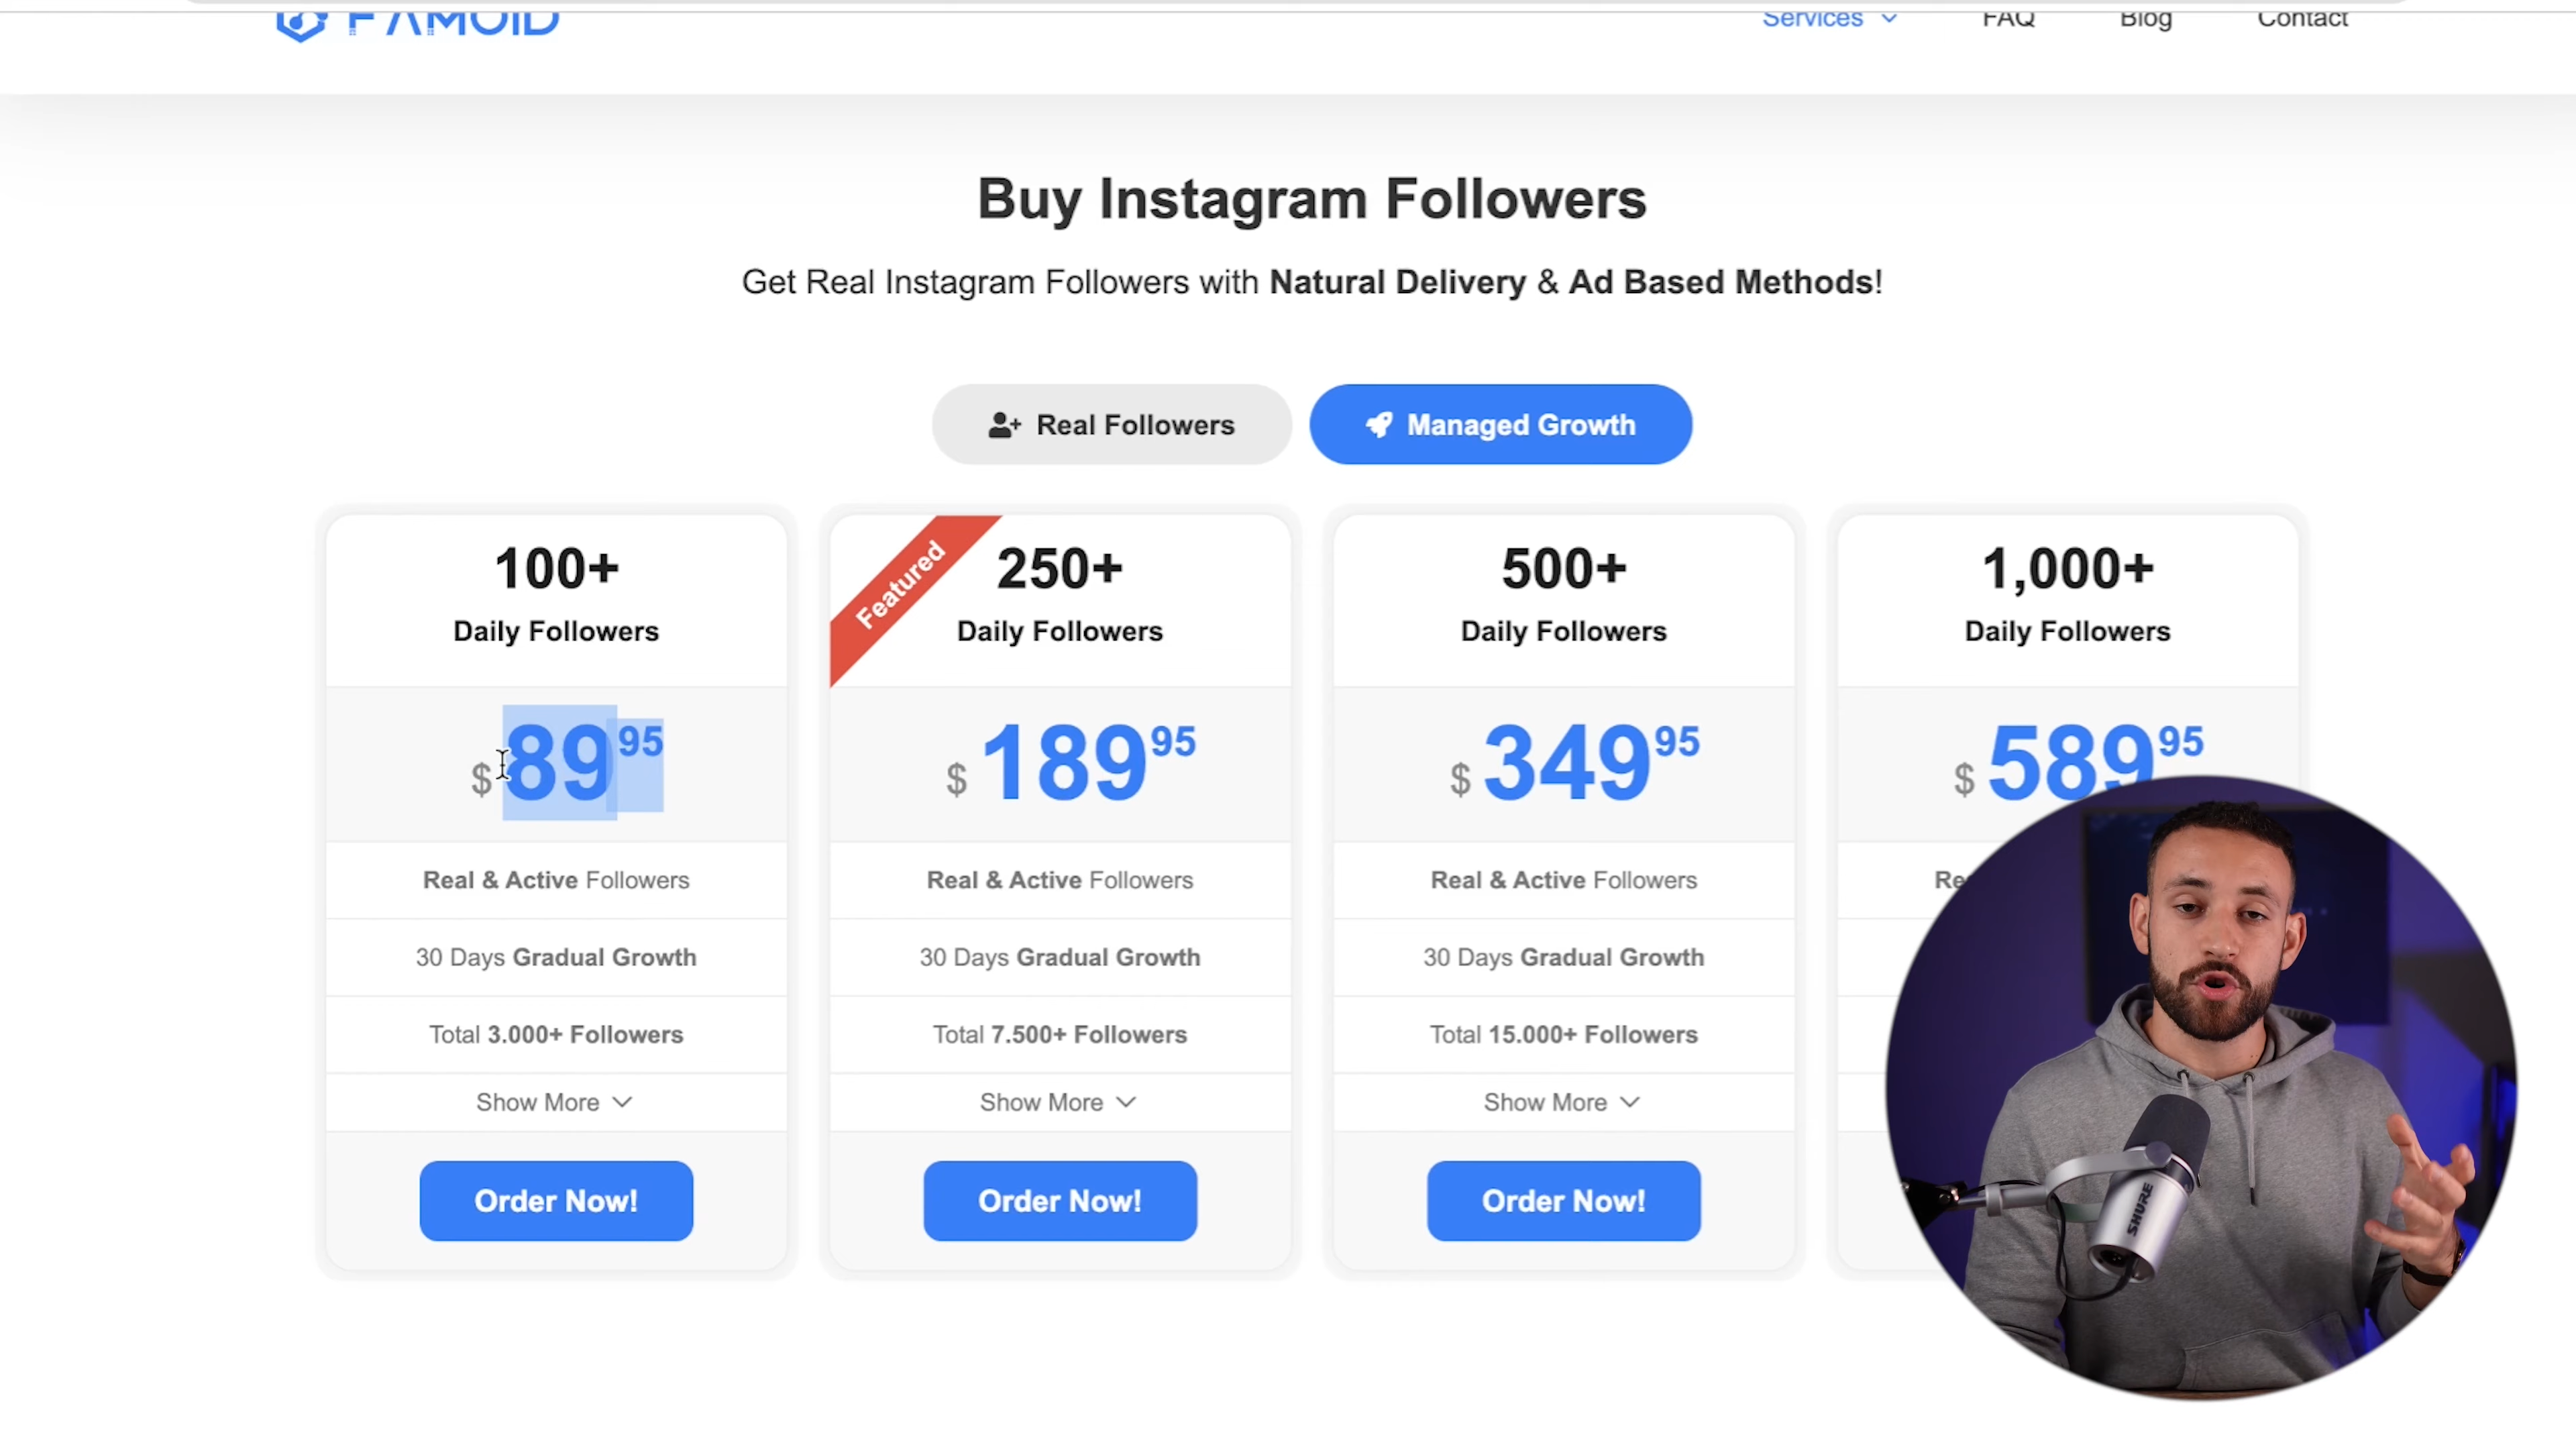 FAMOID
Services
FAQ
Blog
Contact
Buy Instagram Followers
Get Real Instagram Followers with Natural Delivery & Ad Based Methods!
Real Followers
Managed Growth
100+
Daily Followers
$ 89 95
Real & Active Followers
30 Days Gradual Growth
Total 3.000+ Followers
Show More
Order Now!
Featured
250+
Daily Followers
$ 189 95
Real & Active Followers
30 Days Gradual Growth
Total 7.500+ Followers
Show More
Order Now!
500+
Daily Followers
$ 349 95
Real & Active Followers
30 Days Gradual Growth
Total 15.000+ Followers
Show More
Order Now!
1,000+
Daily Followers
$ 589 95
SHURE